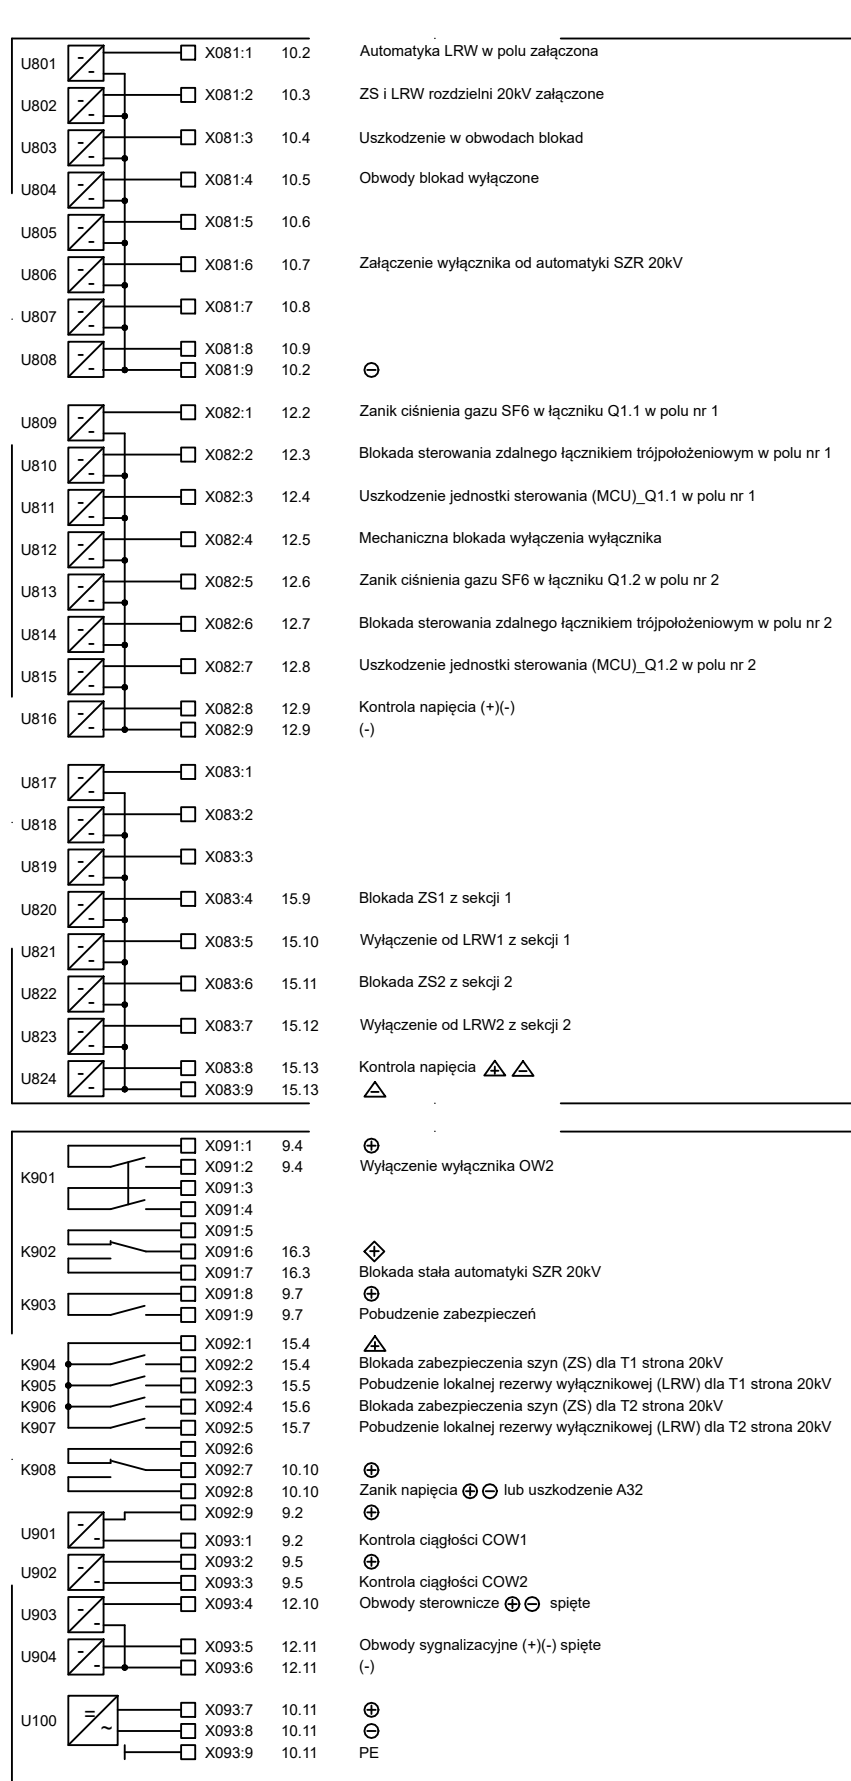 U801 X081:1 10.2 Automatyka LRW w polu załączona
U802 X081:2 10.3 ZS i LRW rozdzielni 20kV załączone
U803 X081:3 10.4 Uszkodzenie w obwodach blokad
U804 X081:4 10.5 Obwody blokad wyłączone
U805 X081:5 10.6
U806 X081:6 10.7 Załączenie wyłącznika od automatyki SZR 20kV
U807 X081:7 10.8
U808 X081:8 10.9
X081:9 10.2 ⊖
U809 X082:1 12.2 Zanik ciśnienia gazu SF6 w łączniku Q1.1 w polu nr 1
U810 X082:2 12.3 Blokada sterowania zdalnego łącznikiem trójpołożeniowym w polu nr 1
U811 X082:3 12.4 Uszkodzenie jednostki sterowania (MCU)_Q1.1 w polu nr 1
U812 X082:4 12.5 Mechaniczna blokada wyłączenia wyłącznika
U813 X082:5 12.6 Zanik ciśnienia gazu SF6 w łączniku Q1.2 w polu nr 2
U814 X082:6 12.7 Blokada sterowania zdalnego łącznikiem trójpołożeniowym w polu nr 2
U815 X082:7 12.8 Uszkodzenie jednostki sterowania (MCU)_Q1.2 w polu nr 2
U816 X082:8 12.9 Kontrola napięcia (+)(-)
X082:9 12.9 (-)
U817 X083:1
U818 X083:2
U819 X083:3
U820 X083:4 15.9 Blokada ZS1 z sekcji 1
U821 X083:5 15.10 Wyłączenie od LRW1 z sekcji 1
U822 X083:6 15.11 Blokada ZS2 z sekcji 2
U823 X083:7 15.12 Wyłączenie od LRW2 z sekcji 2
U824 X083:8 15.13 Kontrola napięcia
X083:9 15.13
X091:1 9.4 ⊕
K901 X091:2 9.4 Wyłączenie wyłącznika OW2
X091:3
X091:4
X091:5
K902 X091:6 16.3
X091:7 16.3 Blokada stała automatyki SZR 20kV
K903 X091:8 9.7 ⊕
X091:9 9.7 Pobudzenie zabezpieczeń
X092:1 15.4
K904 X092:2 15.4 Blokada zabezpieczenia szyn (ZS) dla T1 strona 20kV
K905 X092:3 15.5 Pobudzenie lokalnej rezerwy wyłącznikowej (LRW) dla T1 strona 20kV
K906 X092:4 15.6 Blokada zabezpieczenia szyn (ZS) dla T2 strona 20kV
K907 X092:5 15.7 Pobudzenie lokalnej rezerwy wyłącznikowej (LRW) dla T2 strona 20kV
X092:6
K908 X092:7 10.10 ⊕
X092:8 10.10 Zanik napięcia ⊕ ⊖ lub uszkodzenie A32
X092:9 9.2 ⊕
U901 X093:1 9.2 Kontrola ciągłości COW1
X093:2 9.5 ⊕
U902 X093:3 9.5 Kontrola ciągłości COW2
U903 X093:4 12.10 Obwody sterownicze ⊕ ⊖ spięte
U904 X093:5 12.11 Obwody sygnalizacyjne (+)(-) spięte
X093:6 12.11 (-)
X093:7 10.11 ⊕
U100 X093:8 10.11 ⊖
X093:9 10.11 PE